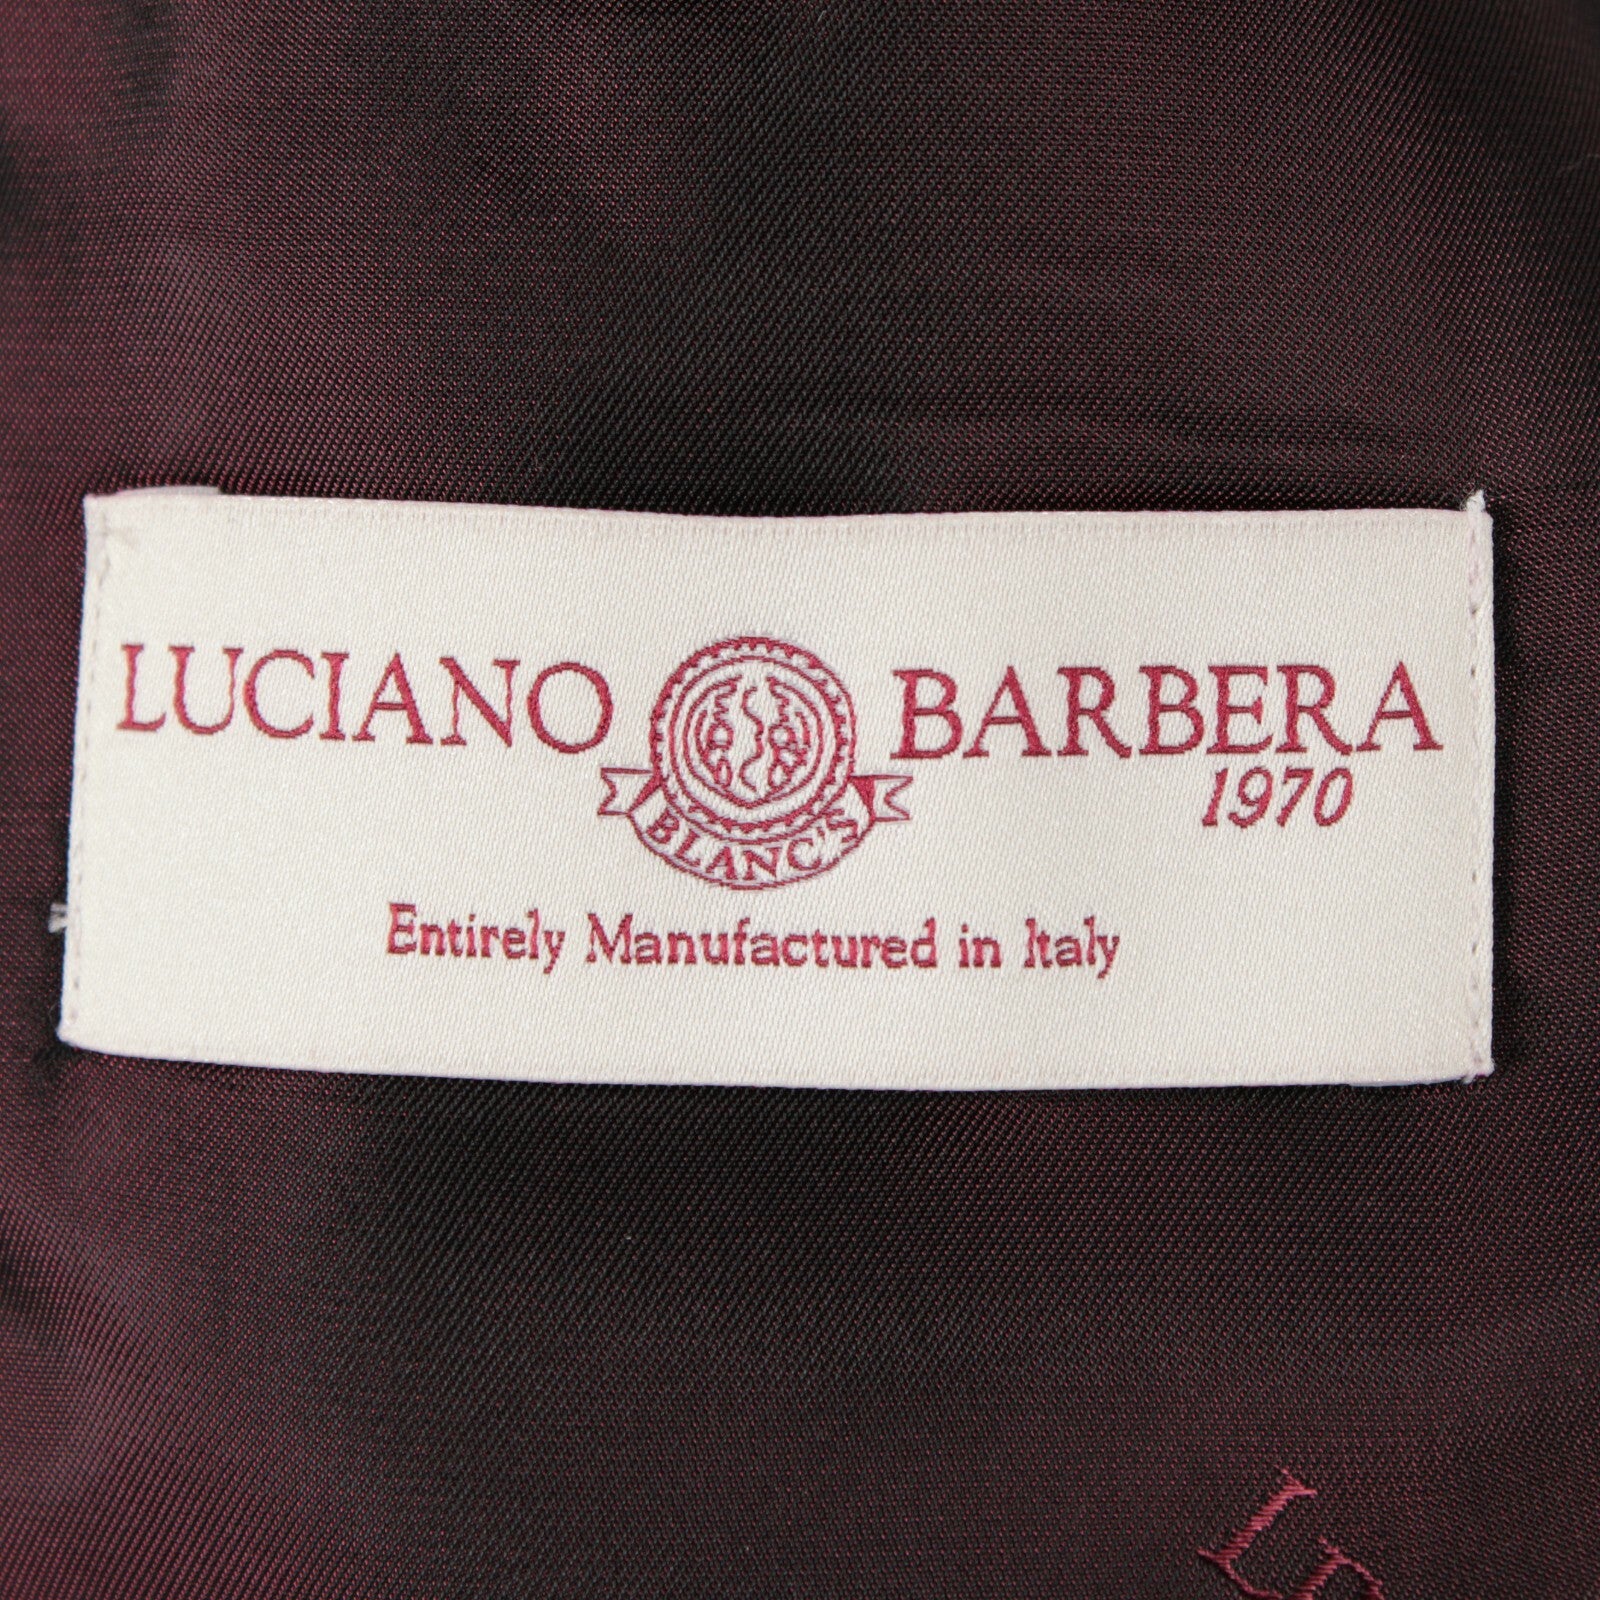 LUCIANO BARBERA
1970
BLANC'S
Entirely Manufactured in Italy